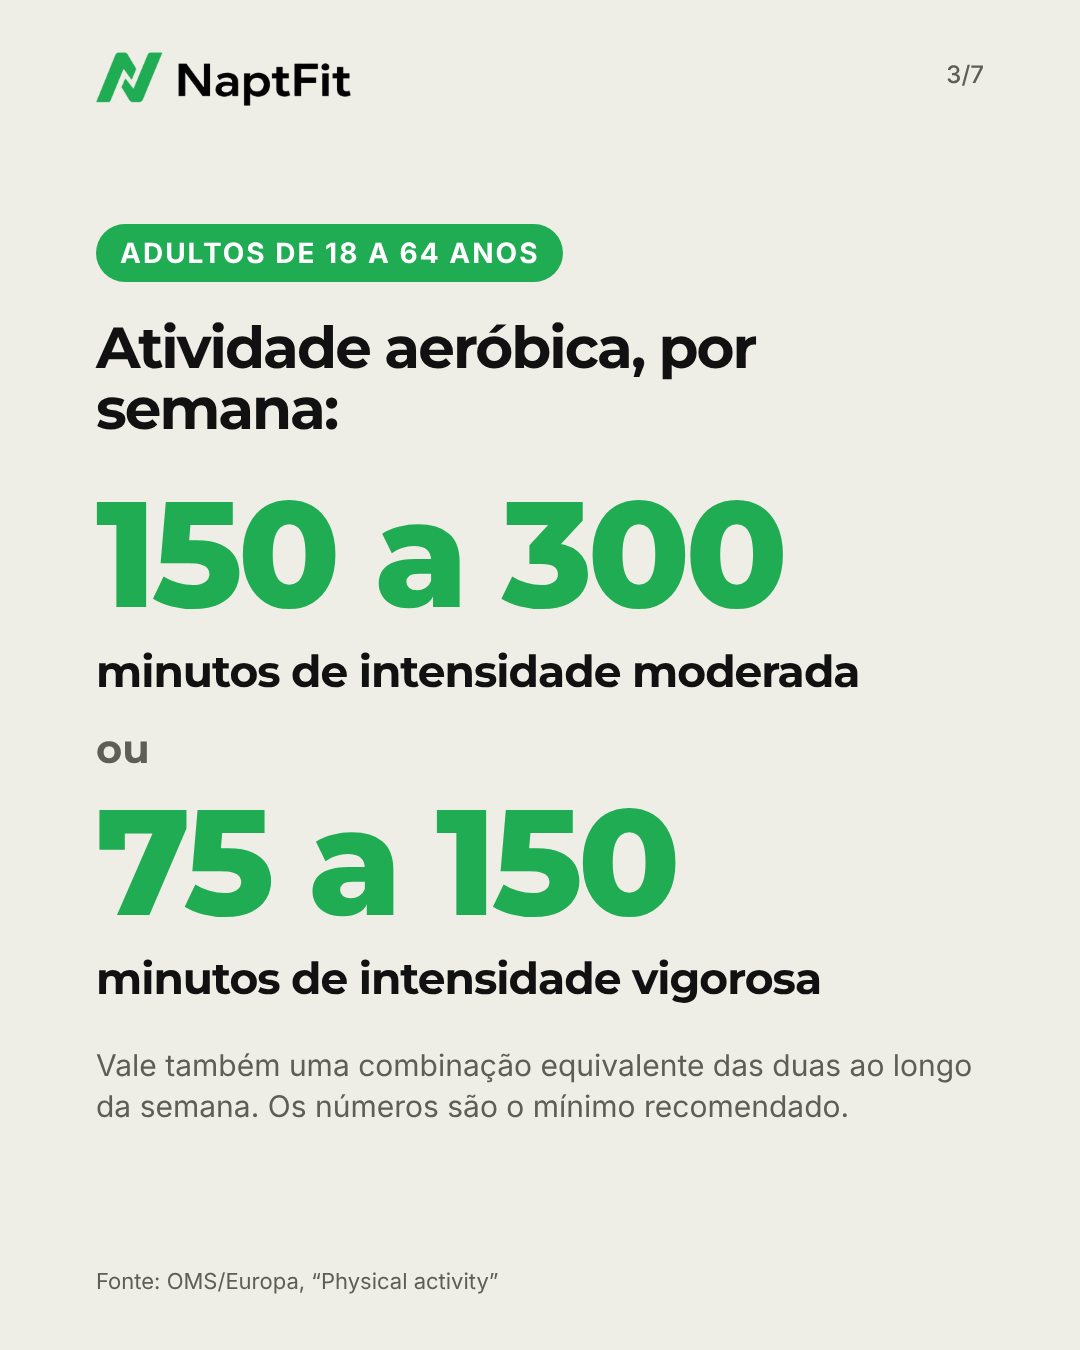 NaptFit
3/7
ADULTOS DE 18 A 64 ANOS
Atividade aeróbica, por
semana:
150 a 300
minutos de intensidade moderada
ou
75 a 150
minutos de intensidade vigorosa
Vale também uma combinação equivalente das duas ao longo
da semana. Os números são o mínimo recomendado.
Fonte: OMS/Europa, “Physical activity”